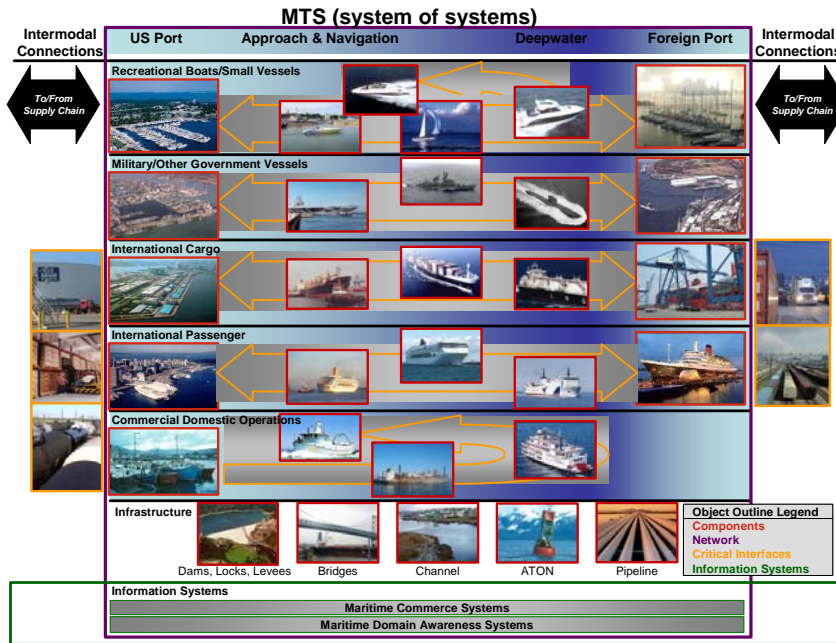 MTS (system of systems)
Intermodal
Connections
US Port
Approach & Navigation
Deepwater
Foreign Port
Intermodal
Connections
To/From
Supply Chain
To/From
Supply Chain
Recreational Boats/Small Vessels
Military/Other Government Vessels
International Cargo
International Passenger
Commercial Domestic Operations
Infrastructure
Dams, Locks, Levees
Bridges
Channel
ATON
Pipeline
Object Outline Legend
Components
Network
Critical Interfaces
Information Systems
Information Systems
Maritime Commerce Systems
Maritime Domain Awareness Systems